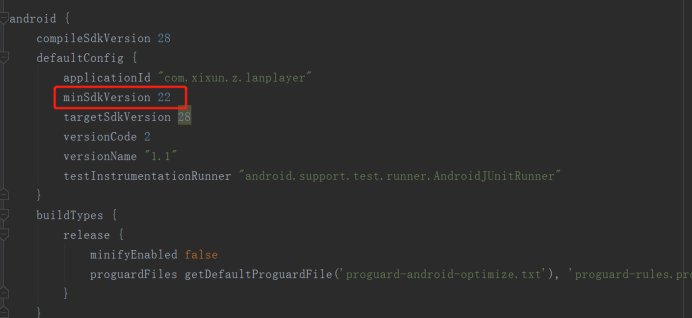 android {
compileSdkVersion 28
defaultConfig {
applicationId "com.xixun.z.lanplayer"
minSdkVersion 22
targetSdkVersion 28
versionCode 2
versionName "1.1"
testInstrumentationRunner "android.support.test.runner.AndroidJUnitRunner"
}
buildTypes {
release {
minifyEnabled false
proguardFiles getDefaultProguardFile('proguard-android-optimize.txt'), 'proguard-rules.pro
}
}